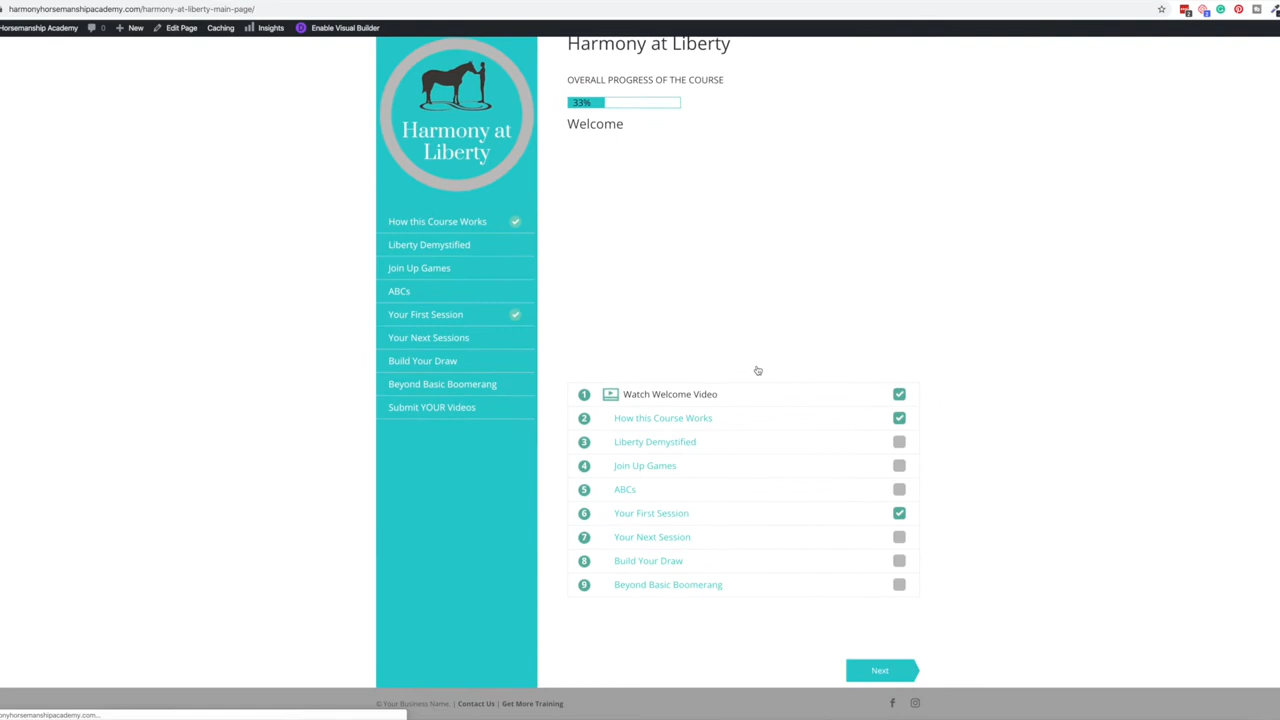 harmonyhorsemanshipacademy.com/harmony-at-liberty-main-page/
Horsemanship Academy 0 New Edit Page Caching Insights Enable Visual Builder
Harmony at Liberty
How this Course Works
Liberty Demystified
Join Up Games
ABCs
Your First Session
Your Next Sessions
Build Your Draw
Beyond Basic Boomerang
Submit YOUR Videos
Harmony at Liberty
OVERALL PROGRESS OF THE COURSE
33%
Welcome
1 Watch Welcome Video
2 How this Course Works
3 Liberty Demystified
4 Join Up Games
5 ABCs
6 Your First Session
7 Your Next Session
8 Build Your Draw
9 Beyond Basic Boomerang
Next
© Your Business Name. | Contact Us | Get More Training
onyhorsemanshipacademy.com...